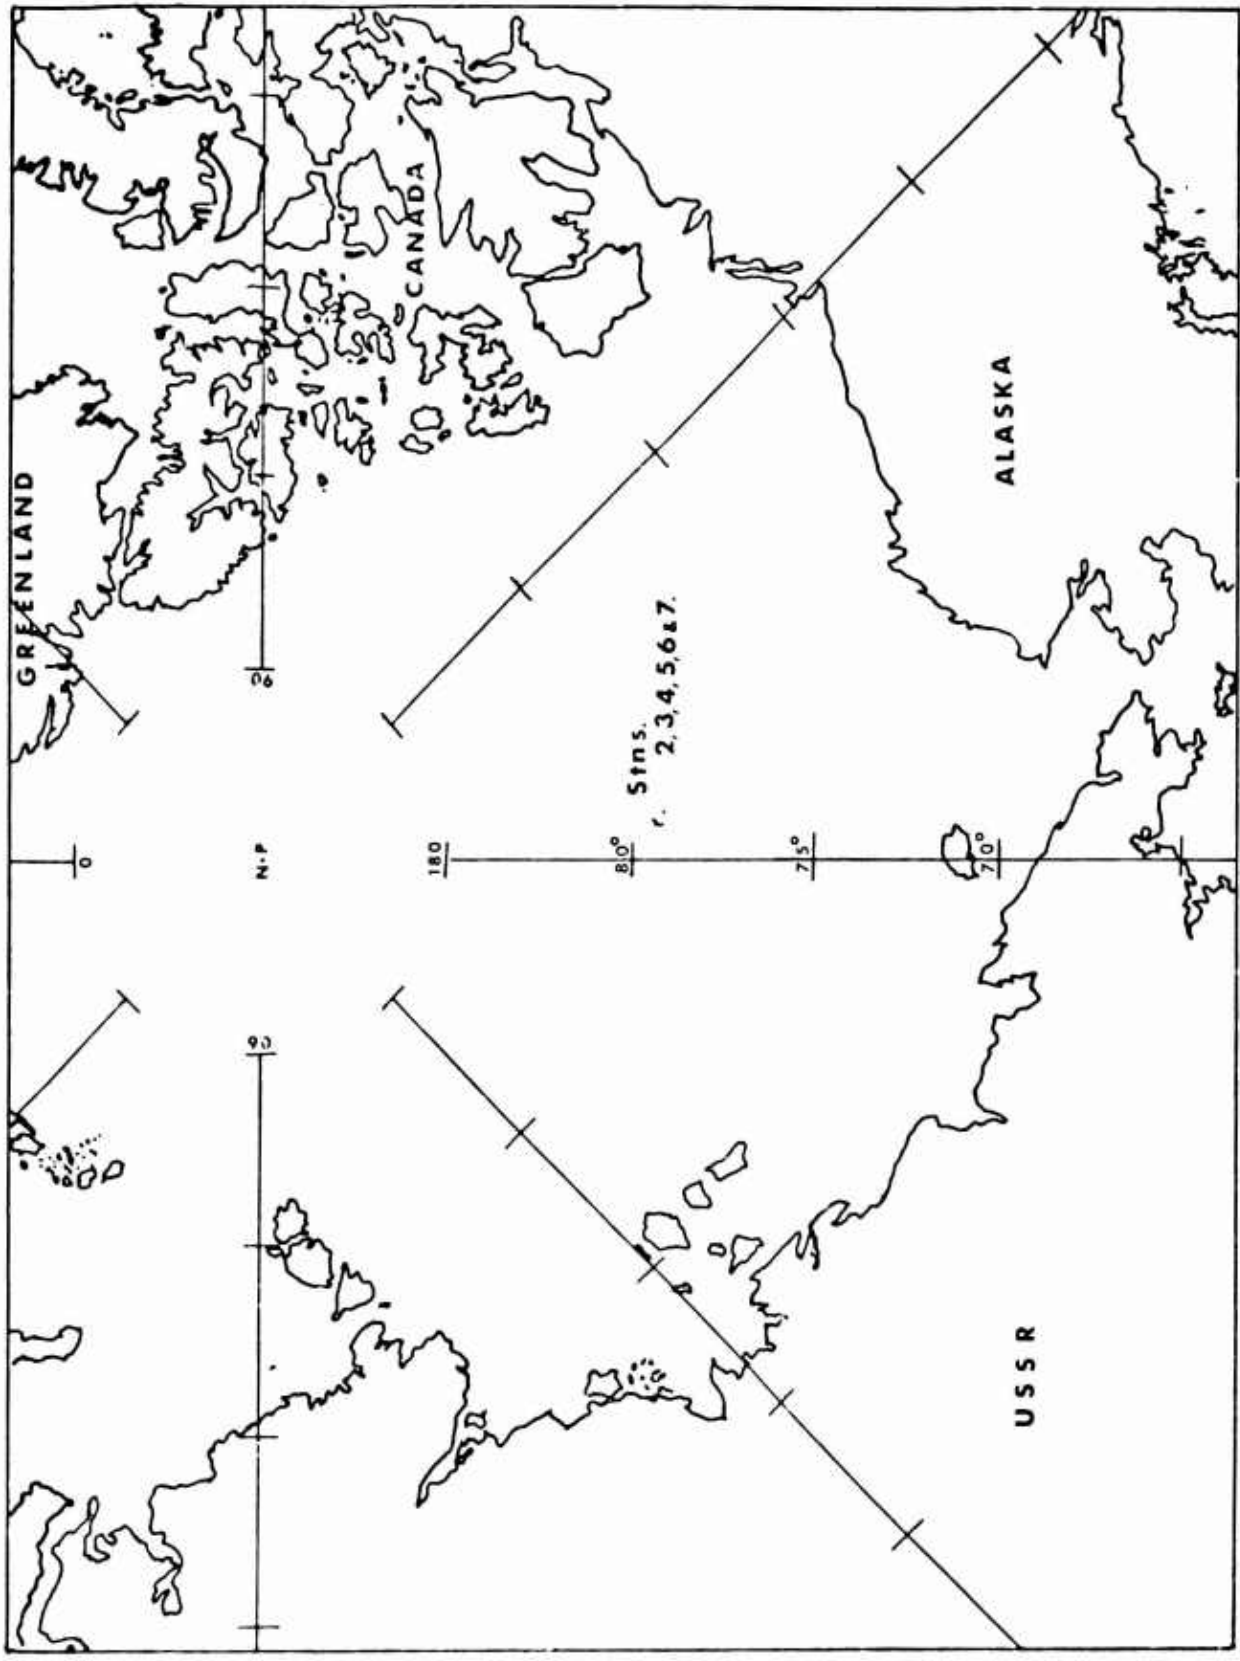 GREENLAND
CANADA
ALASKA
USSR
90
N·P
0
180
80°
75°
70°
90
Stns.
2,3,4,5,6&7.